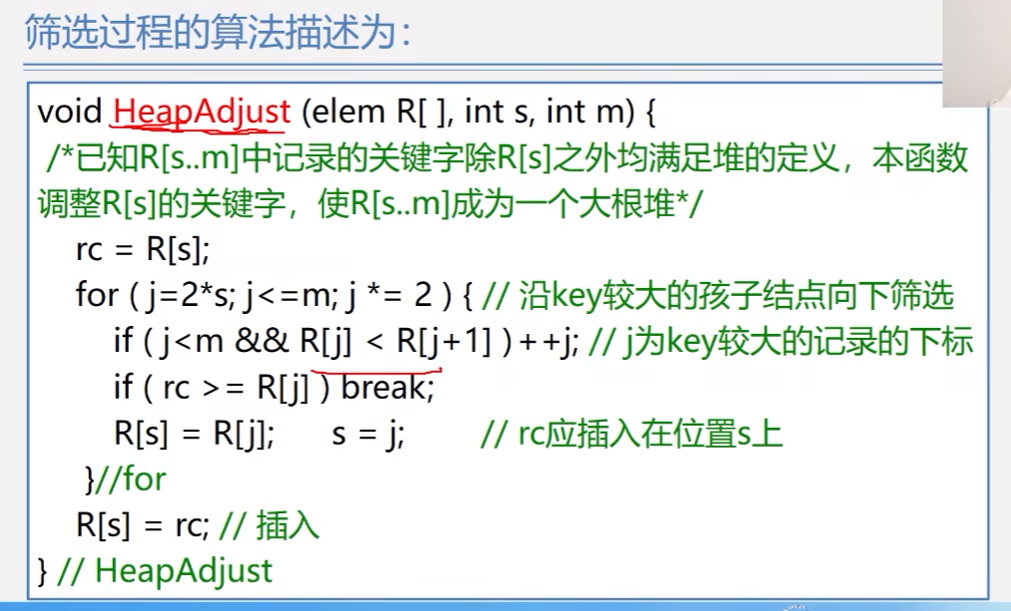 筛选过程的算法描述为：
void HeapAdjust (elem R[ ], int s, int m) {
/*已知R[s..m]中记录的关键字除R[s]之外均满足堆的定义，本函数
调整R[s]的关键字，使R[s..m]成为一个大根堆*/
rc = R[s];
for ( j=2*s; j<=m; j *= 2 ) { // 沿key较大的孩子结点向下筛选
if ( j<m && R[j] < R[j+1] ) ++j; // j为key较大的记录的下标
if ( rc >= R[j] ) break;
R[s] = R[j]; s = j; // rc应插入在位置s上
}//for
R[s] = rc; // 插入
} // HeapAdjust